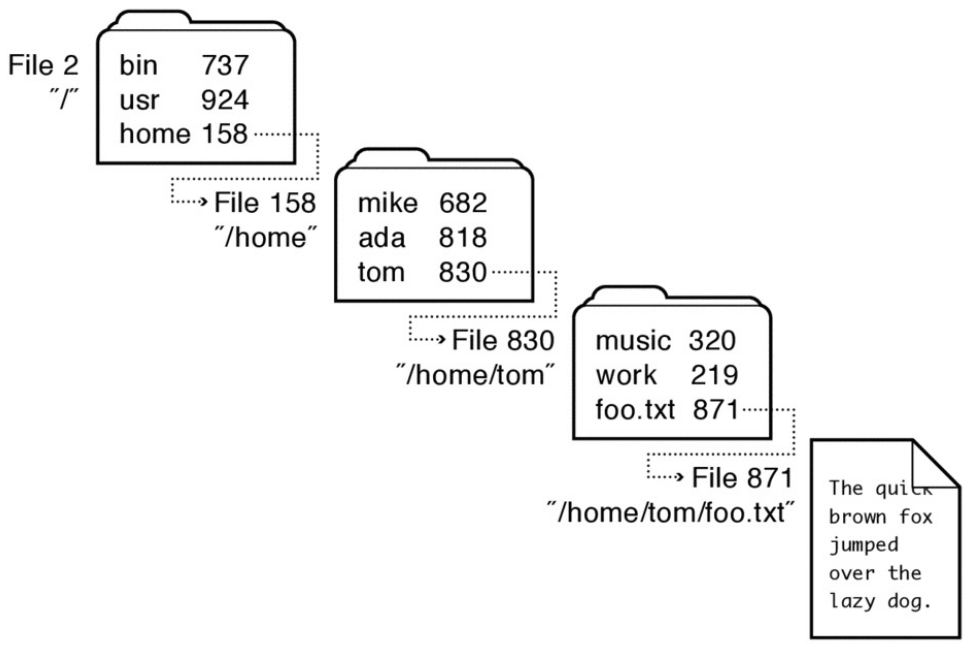 File 2
"/"
bin 737
usr 924
home 158
File 158
"/home"
mike 682
ada 818
tom 830
File 830
"/home/tom"
music 320
work 219
foo.txt 871
File 871
"/home/tom/foo.txt"
The quick
brown fox
jumped
over the
lazy dog.